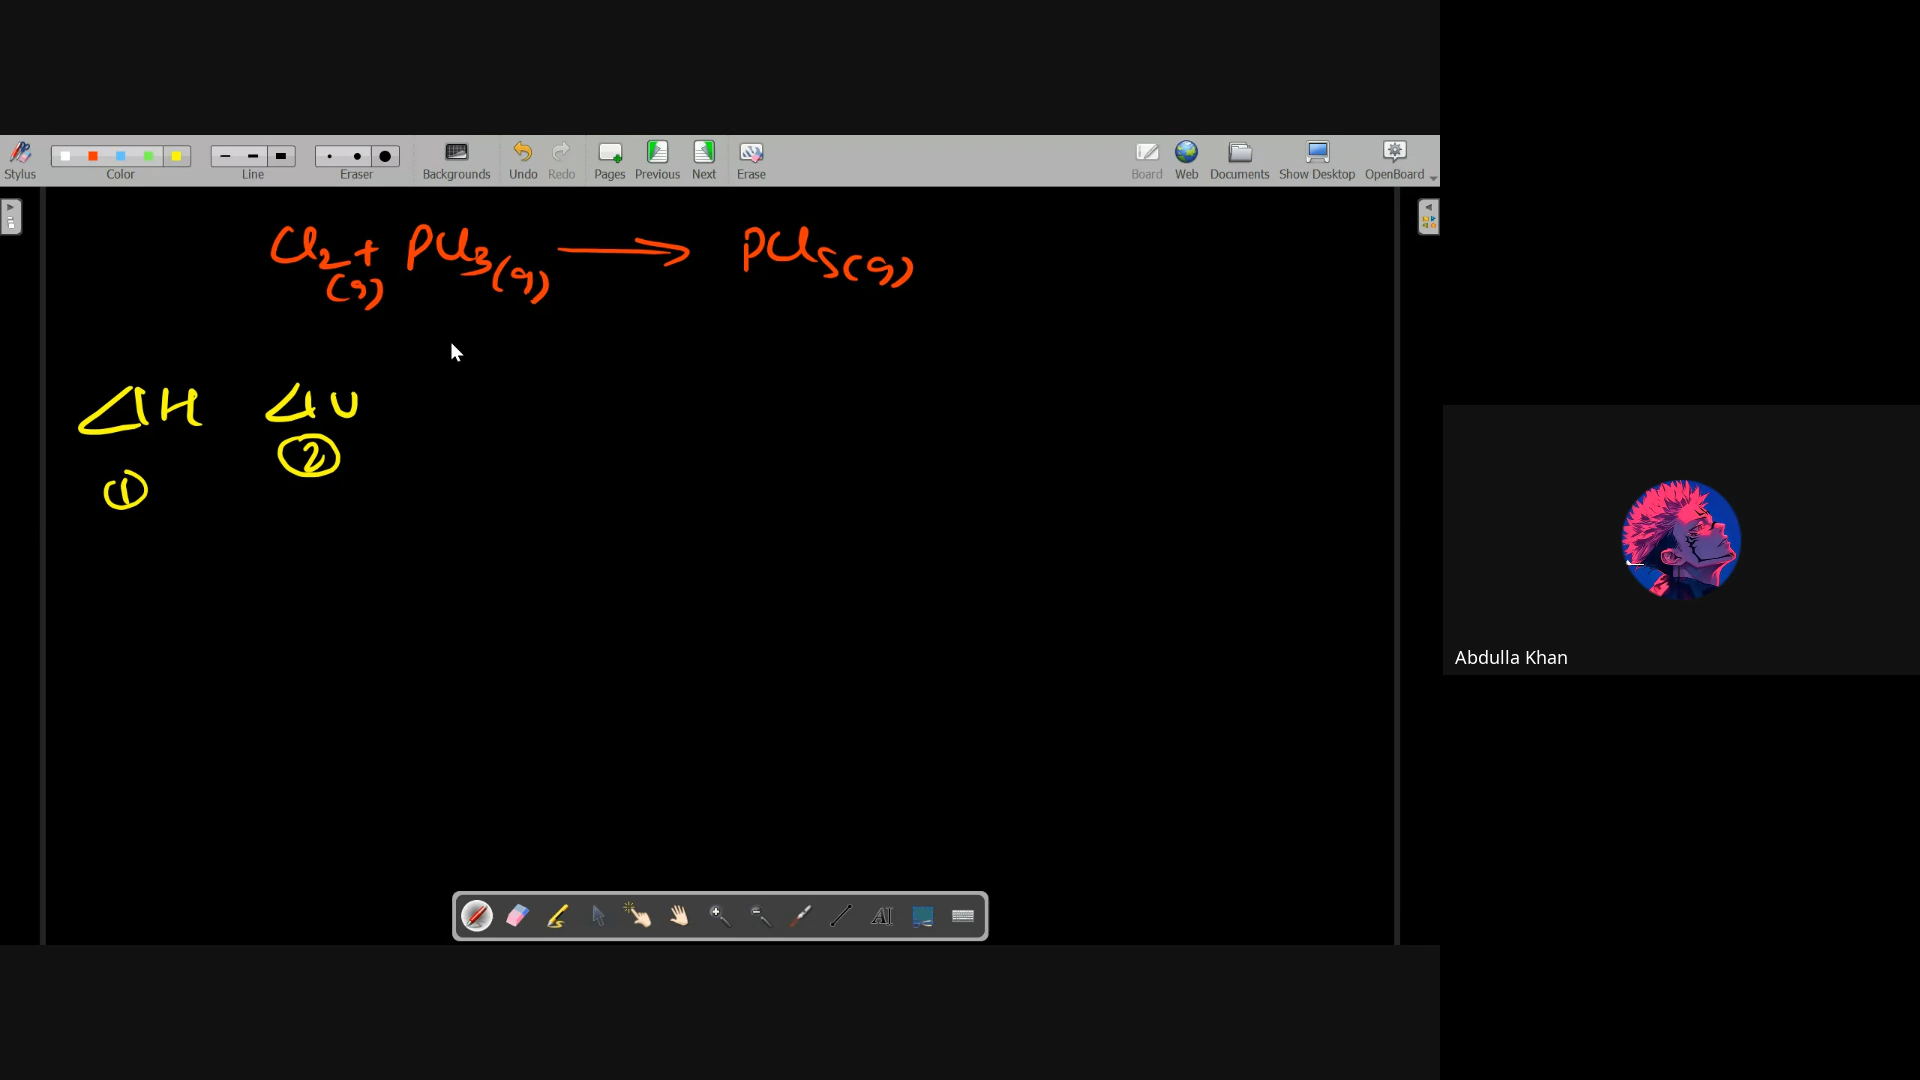 Stylus Color Line Eraser Backgrounds Undo Redo Pages Previous Next Erase Board Web Documents Show Desktop OpenBoard
Cl₂(g) + PCl₃(g) ⟶ PCl₅(g)
ΔH ΔU
② 
①
Abdulla Khan